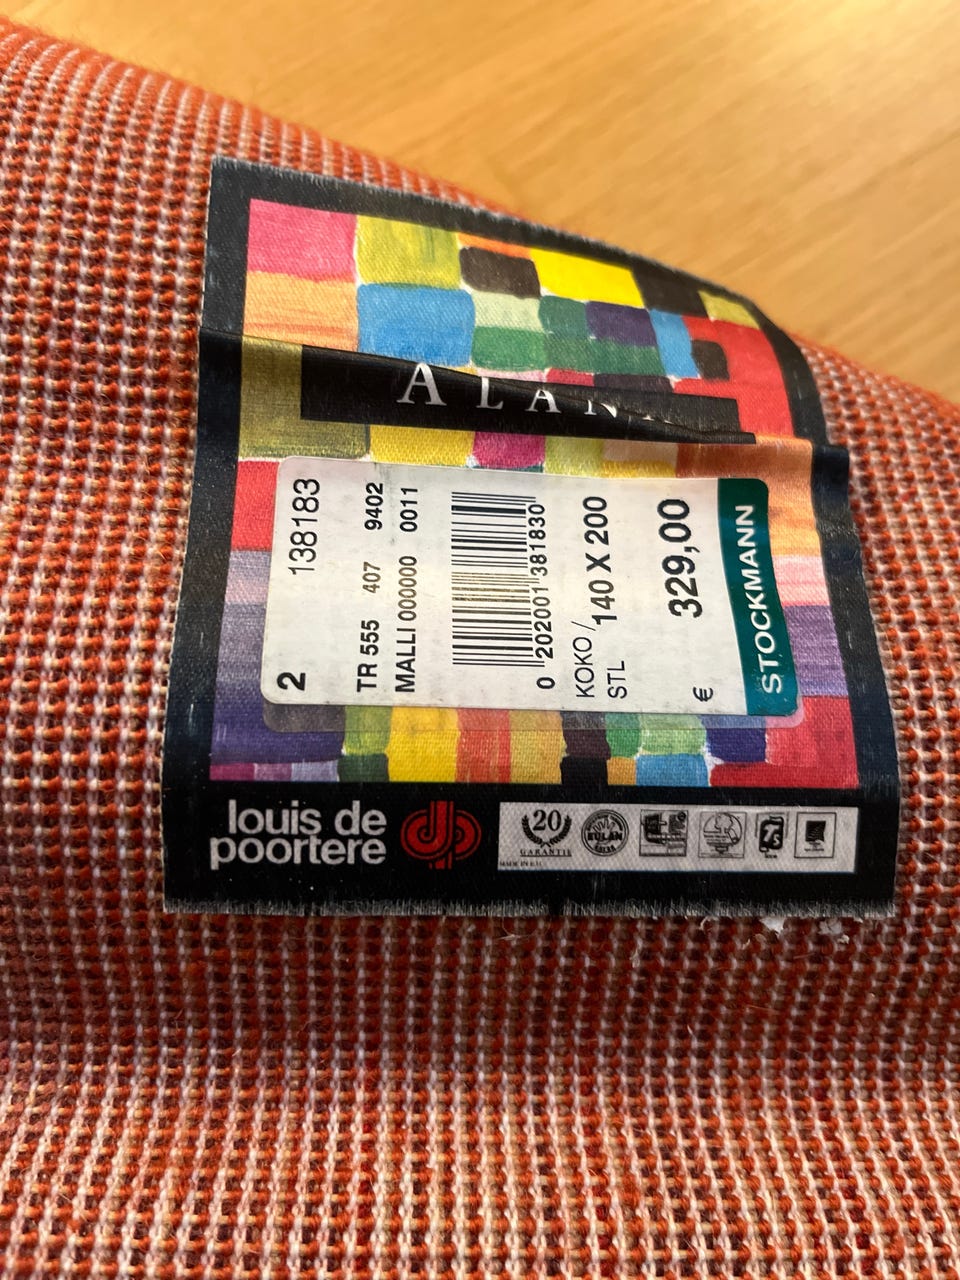 ALAN
2 138183
TR 555 407 9402
MALLI 000000 0011
0 202001 381830
KOKO / 140 X 200
STL
€ 329,00
STOCKMANN
louis de
poortere
20
GARANTIE
EULAN